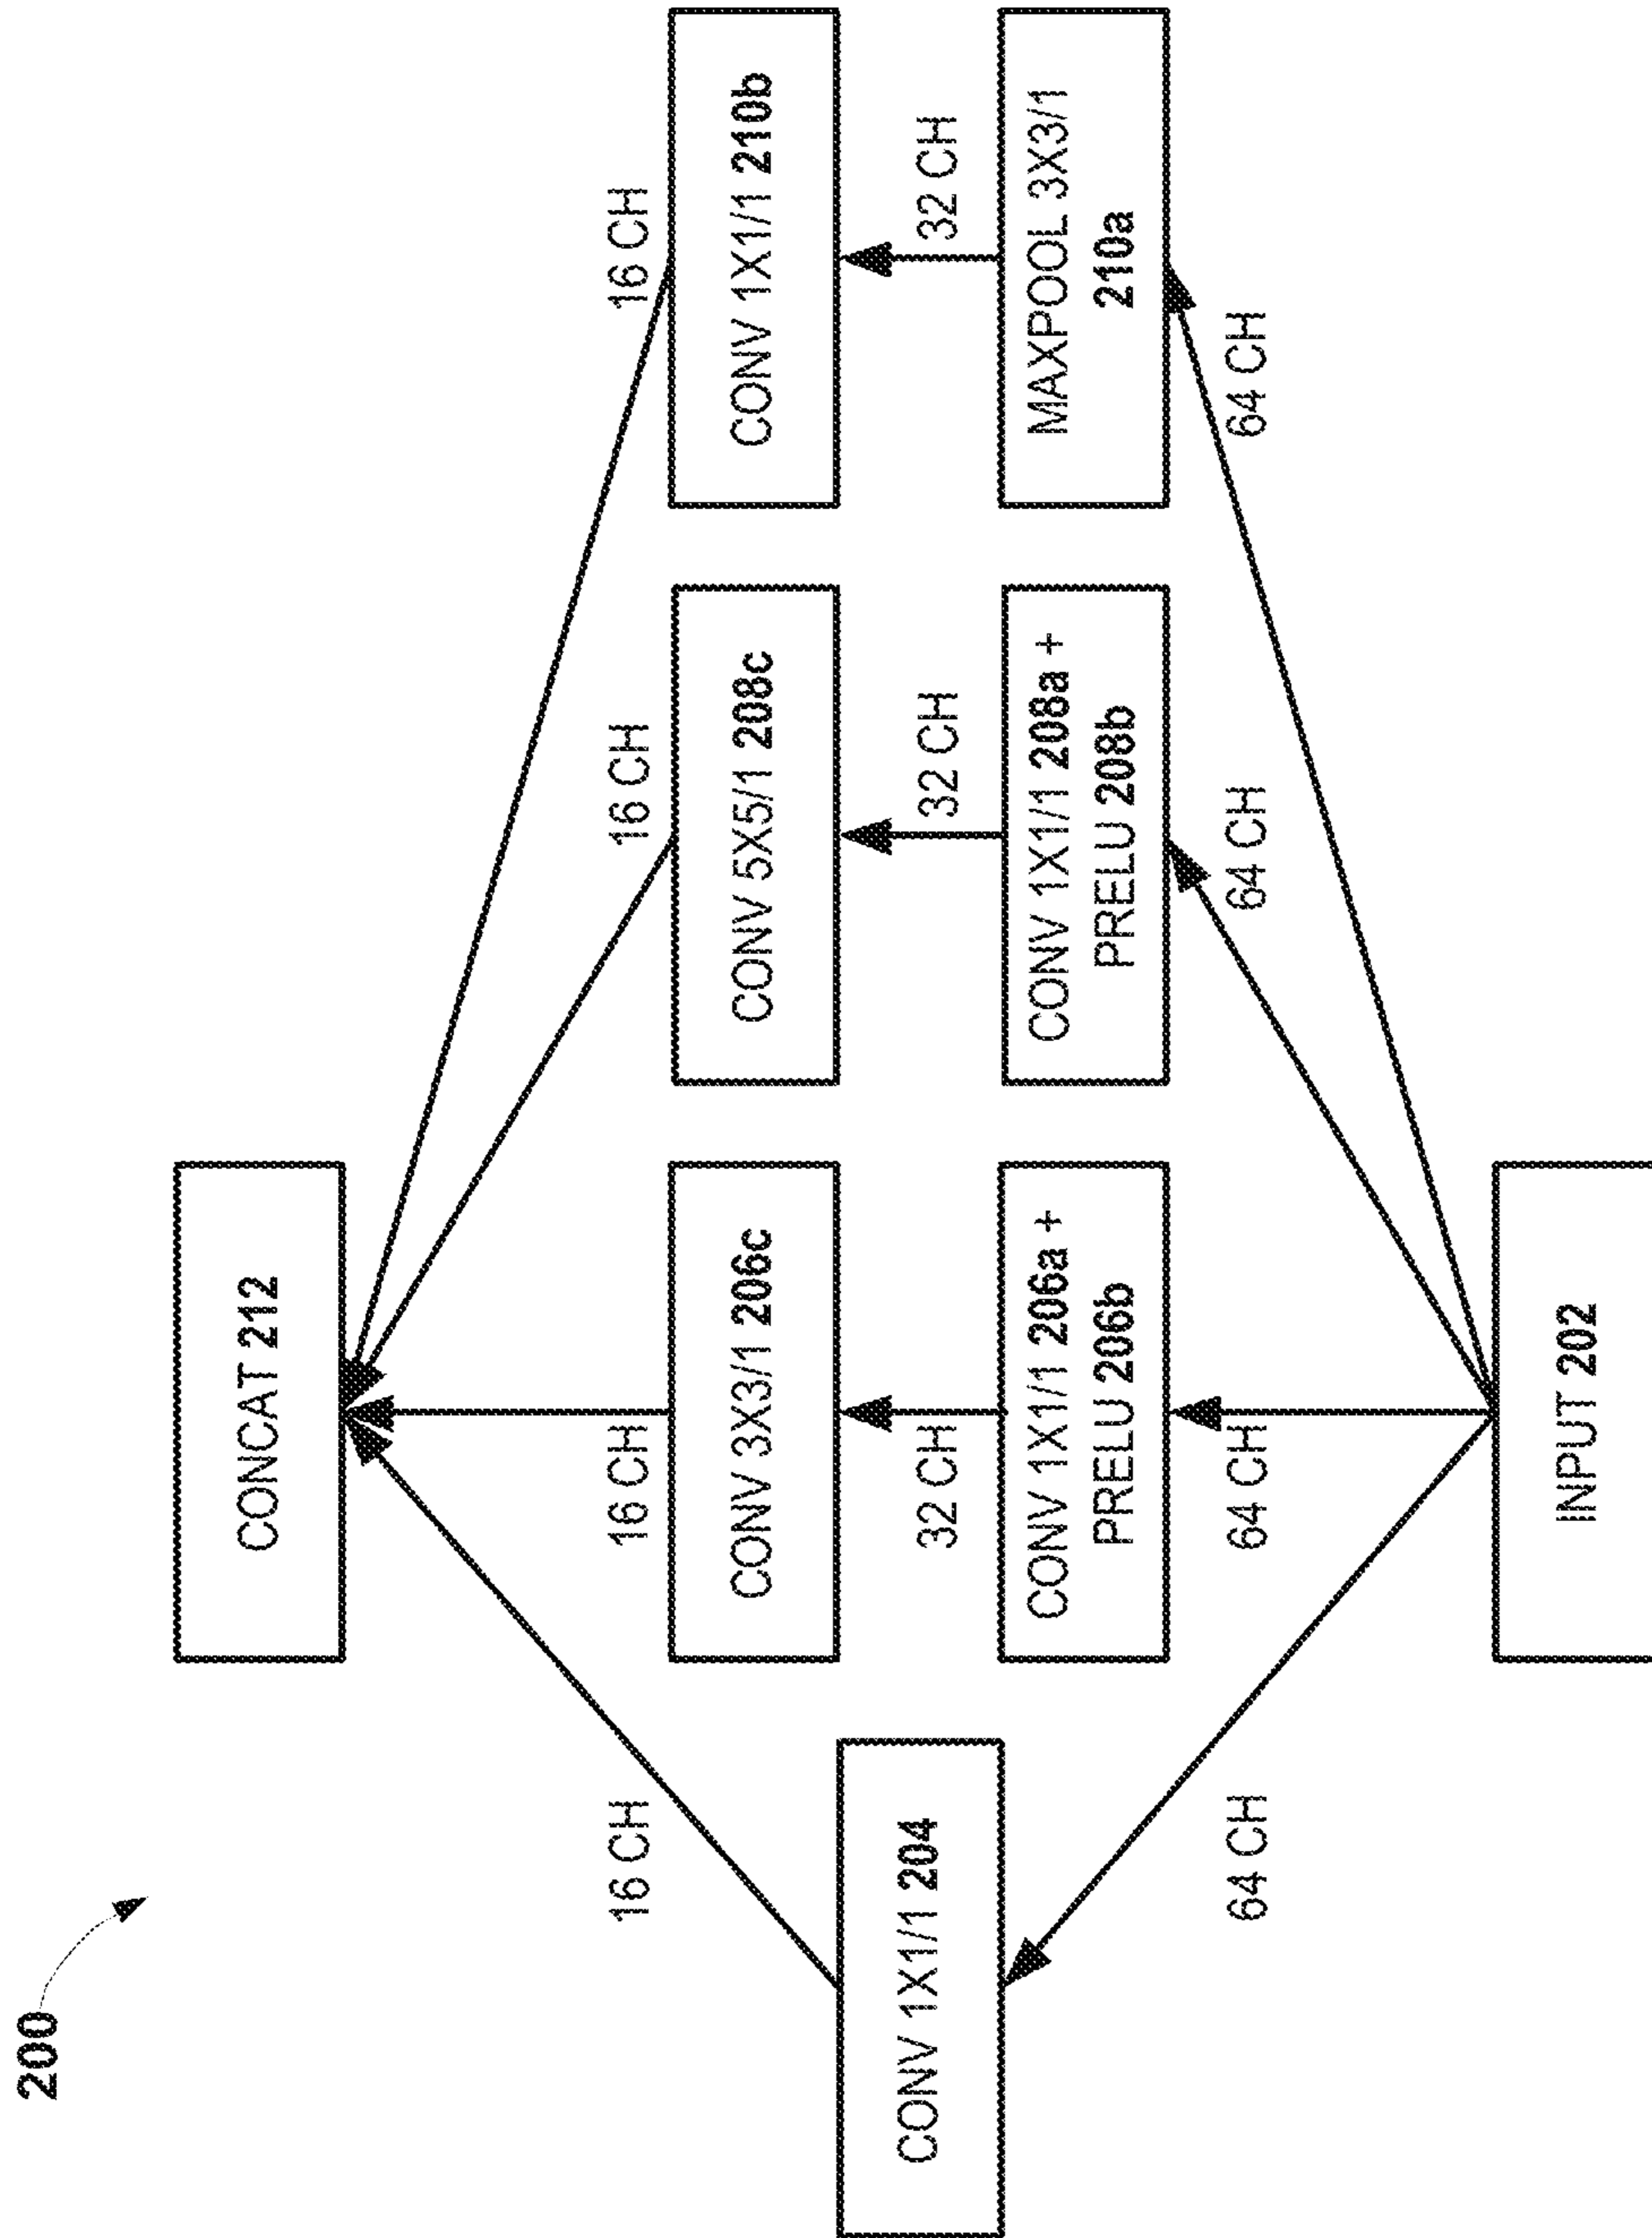 200
CONCAT 212
16 CH
16 CH
16 CH
16 CH
CONV 3X3/1 206c
CONV 5X5/1 208c
CONV 1X1/1 210b
CONV 1X1/1 204
32 CH
32 CH
32 CH
CONV 1X1/1 206a +
PRELU 206b
CONV 1X1/1 208a +
PRELU 208b
MAXPOOL 3X3/1
210a
64 CH
64 CH
64 CH
64 CH
INPUT 202